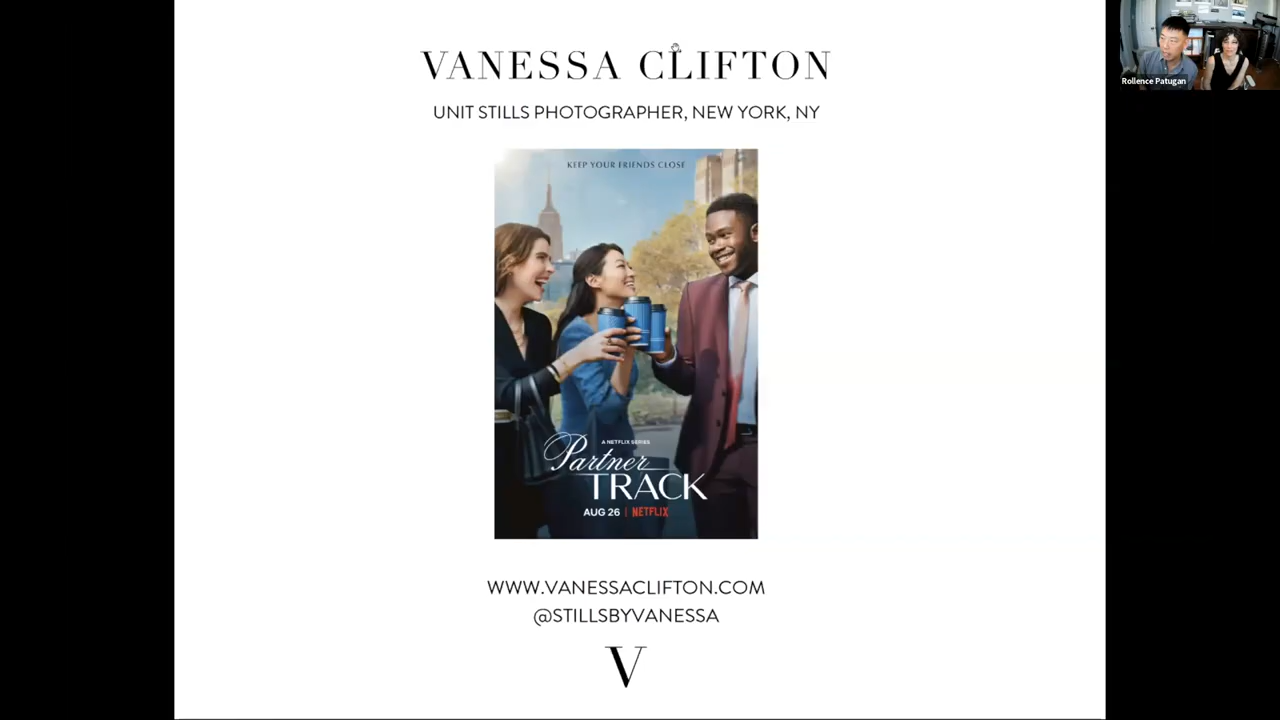 VANESSA CLIFTON
UNIT STILLS PHOTOGRAPHER, NEW YORK, NY
KEEP YOUR FRIENDS CLOSE
A NETFLIX SERIES
Partner
TRACK
AUG 26 | NETFLIX
WWW.VANESSACLIFTON.COM
@STILLSBYVANESSA
V
Rollence Patugan